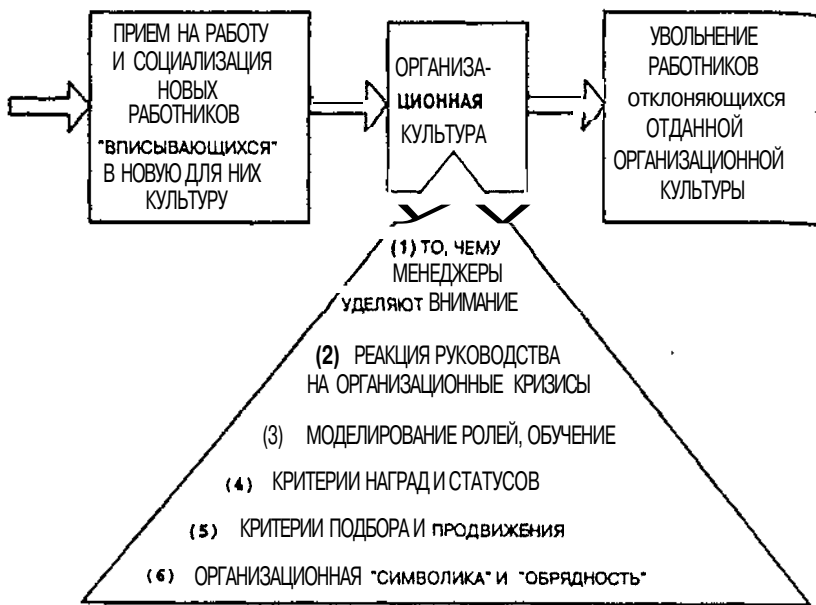 ПРИЕМ НА РАБОТУ
И СОЦИАЛИЗАЦИЯ
НОВЫХ
РАБОТНИКОВ
"ВПИСЫВАЮЩИХСЯ"
В НОВУЮ ДЛЯ НИХ
КУЛЬТУРУ
ОРГАНИЗА-
ЦИОННАЯ
КУЛЬТУРА
УВОЛЬНЕНИЕ
РАБОТНИКОВ
ОТКЛОНЯЮЩИХСЯ
ОТДАННОЙ
ОРГАНИЗАЦИОННОЙ
КУЛЬТУРЫ
(1) ТО, ЧЕМУ
МЕНЕДЖЕРЫ
УДЕЛЯЮТ ВНИМАНИЕ
(2) РЕАКЦИЯ РУКОВОДСТВА
НА ОРГАНИЗАЦИОННЫЕ КРИЗИСЫ
(3) МОДЕЛИРОВАНИЕ РОЛЕЙ, ОБУЧЕНИЕ
(4) КРИТЕРИИ НАГРАД И СТАТУСОВ
(5) КРИТЕРИИ ПОДБОРА И ПРОДВИЖЕНИЯ
(6) ОРГАНИЗАЦИОННАЯ "СИМВОЛИКА" И "ОБРЯДНОСТЬ"